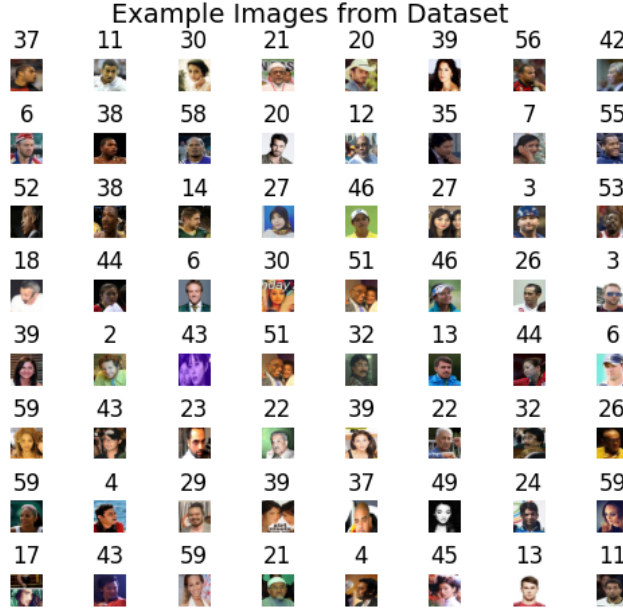 Example Images from Dataset
37 11 30 21 20 39 56 42
6 38 58 20 12 35 7 55
52 38 14 27 46 27 3 53
18 44 6 30 51 46 26 3
39 2 43 51 32 13 44 6
59 43 23 22 39 22 32 26
59 4 29 39 37 49 24 59
17 43 59 21 4 45 13 11